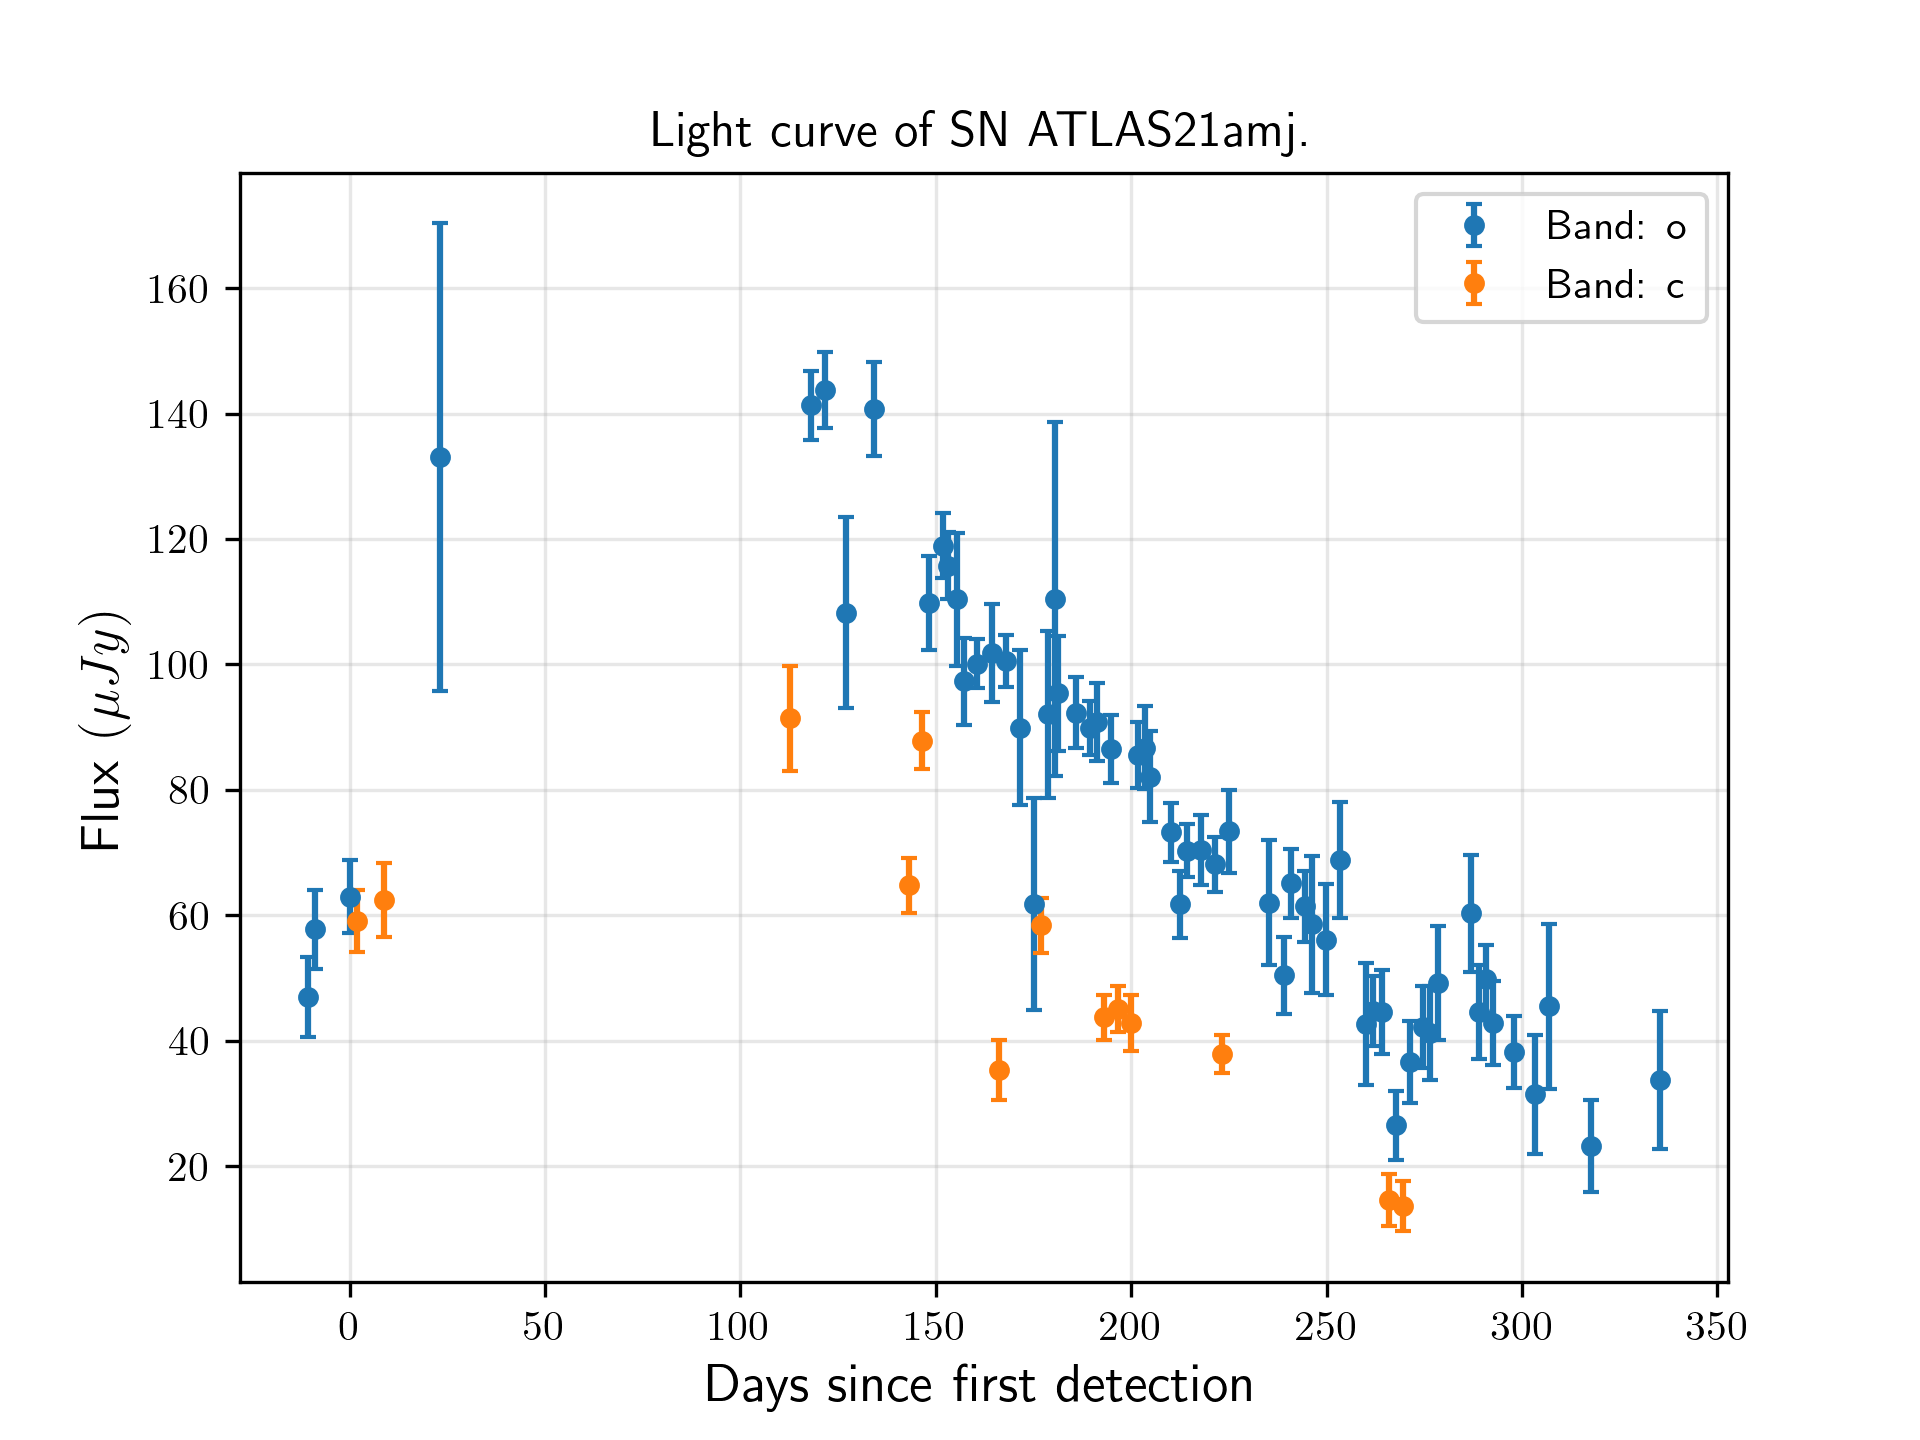 Light curve of SN ATLAS21amj.
Band: o
Band: c
160
140
120
100
80
60
40
20
Flux (μJy)
0 50 100 150 200 250 300 350
Days since first detection